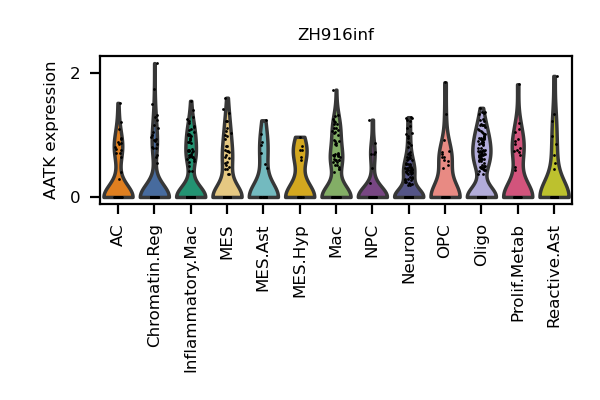 ZH916inf
AATK expression
2
0
AC
Chromatin.Reg
Inflammatory.Mac
MES
MES.Ast
MES.Hyp
Mac
NPC
Neuron
OPC
Oligo
Prolif.Metab
Reactive.Ast